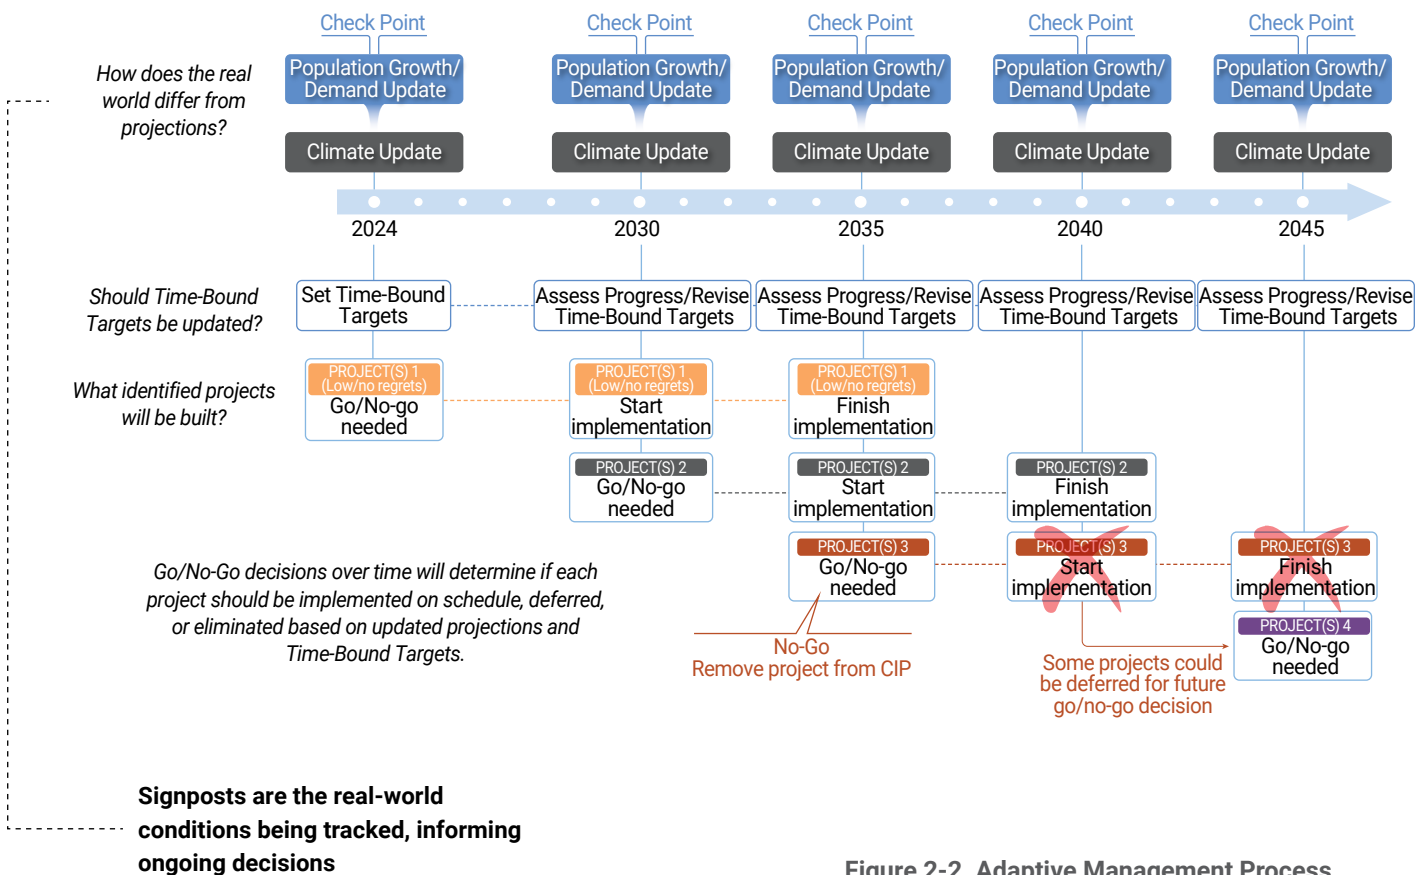 Check Point
Check Point
Check Point
Check Point
Check Point
How does the real
world differ from
projections?
Population Growth/
Demand Update
Population Growth/
Demand Update
Population Growth/
Demand Update
Population Growth/
Demand Update
Population Growth/
Demand Update
Climate Update
Climate Update
Climate Update
Climate Update
Climate Update
2024
2030
2035
2040
2045
Should Time-Bound
Targets be updated?
Set Time-Bound
Targets
Assess Progress/Revise
Time-Bound Targets
Assess Progress/Revise
Time-Bound Targets
Assess Progress/Revise
Time-Bound Targets
Assess Progress/Revise
Time-Bound Targets
What identified projects
will be built?
PROJECT(S) 1
(Low/no regrets)
Go/No-go
needed
PROJECT(S) 1
(Low/no regrets)
Start
implementation
PROJECT(S) 1
(Low/no regrets)
Finish
implementation
PROJECT(S) 2
Go/No-go
needed
PROJECT(S) 2
Start
implementation
PROJECT(S) 2
Finish
implementation
PROJECT(S) 3
Go/No-go
needed
PROJECT(S) 3
Start
implementation
PROJECT(S) 3
Finish
implementation
PROJECT(S) 4
Go/No-go
needed
Go/No-Go decisions over time will determine if each
project should be implemented on schedule, deferred,
or eliminated based on updated projections and
Time-Bound Targets.
No-Go
Remove project from CIP
Some projects could
be deferred for future
go/no-go decision
Signposts are the real-world
conditions being tracked, informing
ongoing decisions
Figure 2-2. Adaptive Management Process